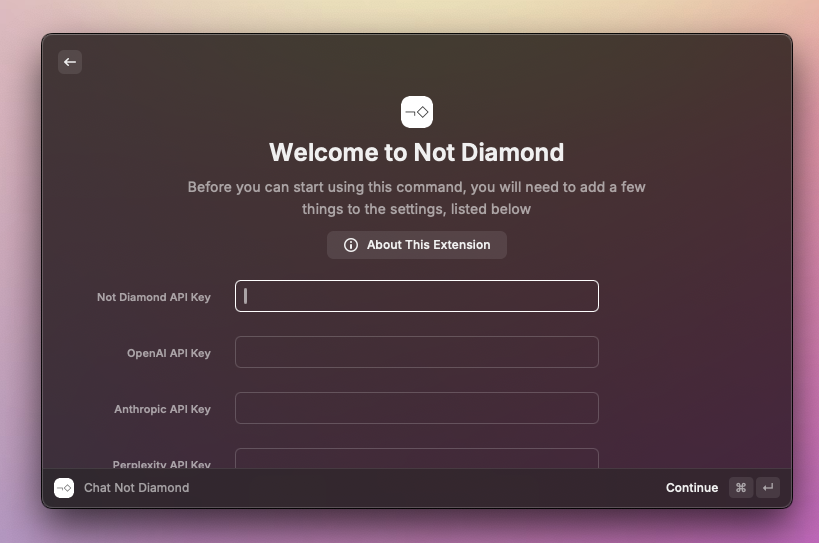 Welcome to Not Diamond
Before you can start using this command, you will need to add a few
things to the settings, listed below
About This Extension
Not Diamond API Key
OpenAI API Key
Anthropic API Key
Perplexity API Key
Chat Not Diamond
Continue ⌘ ↵